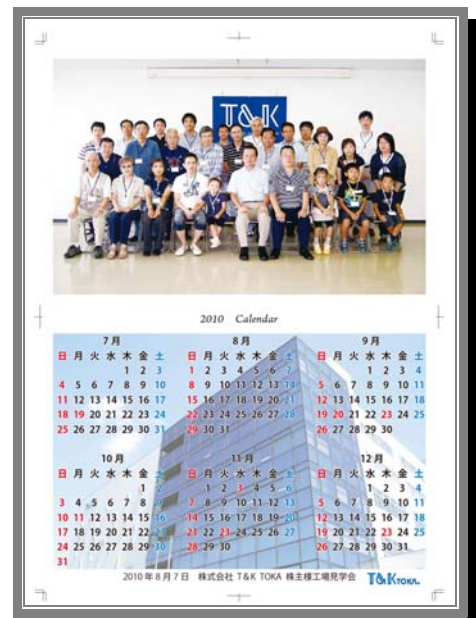 T&K
2010 Calendar
7月
日 月 火 水 木 金 土
1 2 3
4 5 6 7 8 9 10
11 12 13 14 15 16 17
18 19 20 21 22 23 24
25 26 27 28 29 30 31
8月
日 月 火 水 木 金 土
1 2 3 4 5 6 7
8 9 10 11 12 13 14
15 16 17 18 19 20 21
22 23 24 25 26 27 28
29 30 31
9月
日 月 火 水 木 金 土
1 2 3 4
5 6 7 8 9 10 11
12 13 14 15 16 17 18
19 20 21 22 23 24 25
26 27 28 29 30
10月
日 月 火 水 木 金 土
1 2
3 4 5 6 7 8 9
10 11 12 13 14 15 16
17 18 19 20 21 22 23
24 25 26 27 28 29 30
31
11月
日 月 火 水 木 金 土
1 2 3 4 5 6
7 8 9 10 11 12 13
14 15 16 17 18 19 20
21 22 23 24 25 26 27
28 29 30
12月
日 月 火 水 木 金 土
1 2 3 4
5 6 7 8 9 10 11
12 13 14 15 16 17 18
19 20 21 22 23 24 25
26 27 28 29 30 31
2010年8月7日 株式会社 T&K TOKA 株主様工場見学会 T&K TOKA.